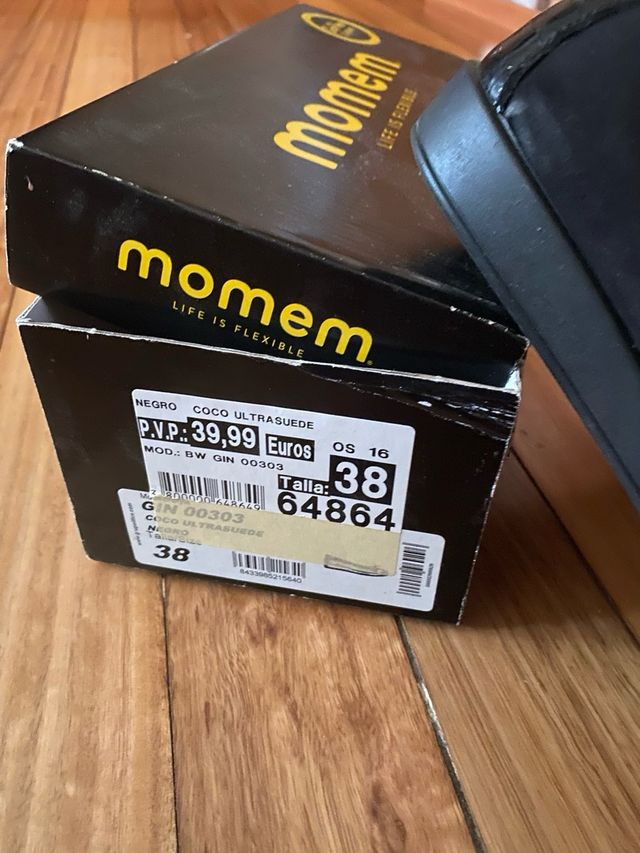 momem
LIFE IS FLEXIBLE
momem
LIFE IS FLEXIBLE
NEGRO COCO ULTRASUEDE
P.V.P.: 39,99 Euros OS 16
MOD.: BW GIN 00303
Talla: 38
64864
GIN 00303
COCO ULTRASUEDE
NEGRO
38
8433985215640